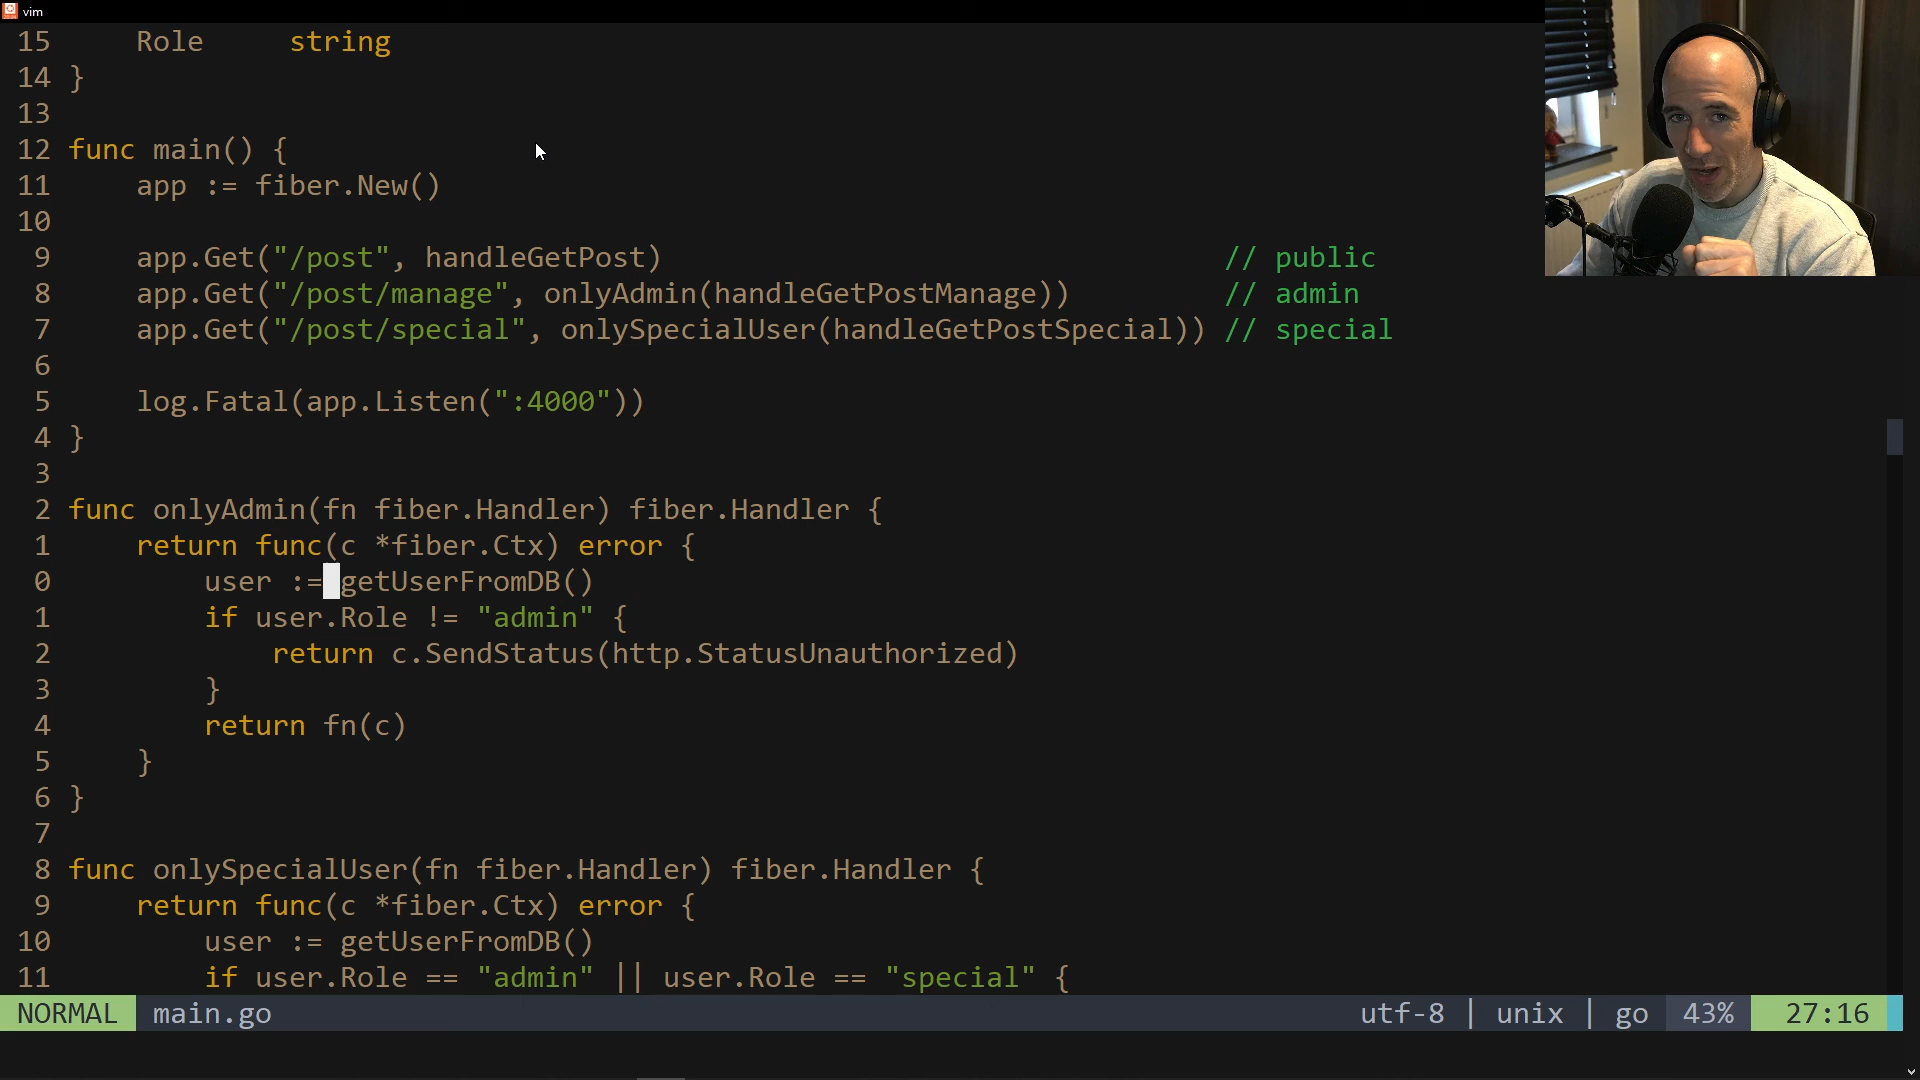 vim
15     Role     string
14 }
13
12 func main() {
11     app := fiber.New()
10
9     app.Get("/post", handleGetPost)                                 // public
8     app.Get("/post/manage", onlyAdmin(handleGetPostManage))         // admin
7     app.Get("/post/special", onlySpecialUser(handleGetPostSpecial)) // special
6
5     log.Fatal(app.Listen(":4000"))
4 }
3
2 func onlyAdmin(fn fiber.Handler) fiber.Handler {
1     return func(c *fiber.Ctx) error {
0         user := getUserFromDB()
1         if user.Role != "admin" {
2             return c.SendStatus(http.StatusUnauthorized)
3         }
4         return fn(c)
5     }
6 }
7
8 func onlySpecialUser(fn fiber.Handler) fiber.Handler {
9     return func(c *fiber.Ctx) error {
10         user := getUserFromDB()
11         if user.Role == "admin" || user.Role == "special" {
NORMAL main.go utf-8 | unix | go 43% 27:16